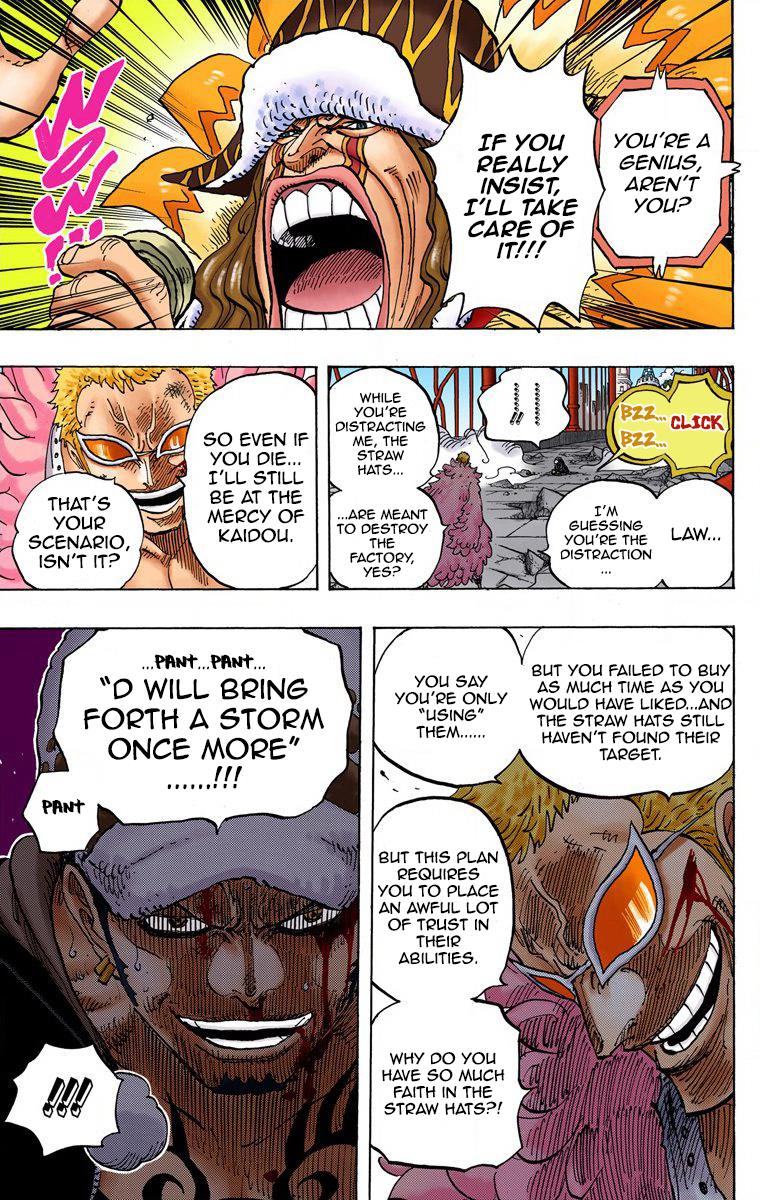 YOU'RE A
GENIUS,
AREN'T
YOU?
IF YOU
REALLY
INSIST,
I'LL TAKE
CARE OF
IT!!!
WOW!...
BZZ...
BZZ...
CLICK
LAW...
I'M
GUESSING
YOU'RE THE
DISTRACTION
...
......!!
WHILE
YOU'RE
DISTRACTING
ME, THE
STRAW
HATS...
...ARE MEANT
TO DESTROY
THE
FACTORY,
YES?
SO EVEN IF
YOU DIE...
I'LL STILL
BE AT THE
MERCY OF
KAIDOU.
THAT'S
YOUR
SCENARIO,
ISN'T IT?
BUT YOU FAILED TO BUY
AS MUCH TIME AS YOU
WOULD HAVE LIKED...AND
THE STRAW HATS STILL
HAVEN'T FOUND THEIR
TARGET.
YOU SAY
YOU'RE ONLY
"USING"
THEM......
BUT THIS PLAN
REQUIRES
YOU TO PLACE
AN AWFUL LOT
OF TRUST IN
THEIR
ABILITIES.
WHY DO YOU
HAVE SO MUCH
FAITH IN THE
STRAW HATS?!
...PANT...PANT...
"D WILL BRING
FORTH A STORM
ONCE MORE"
......!!!
PANT
!!!